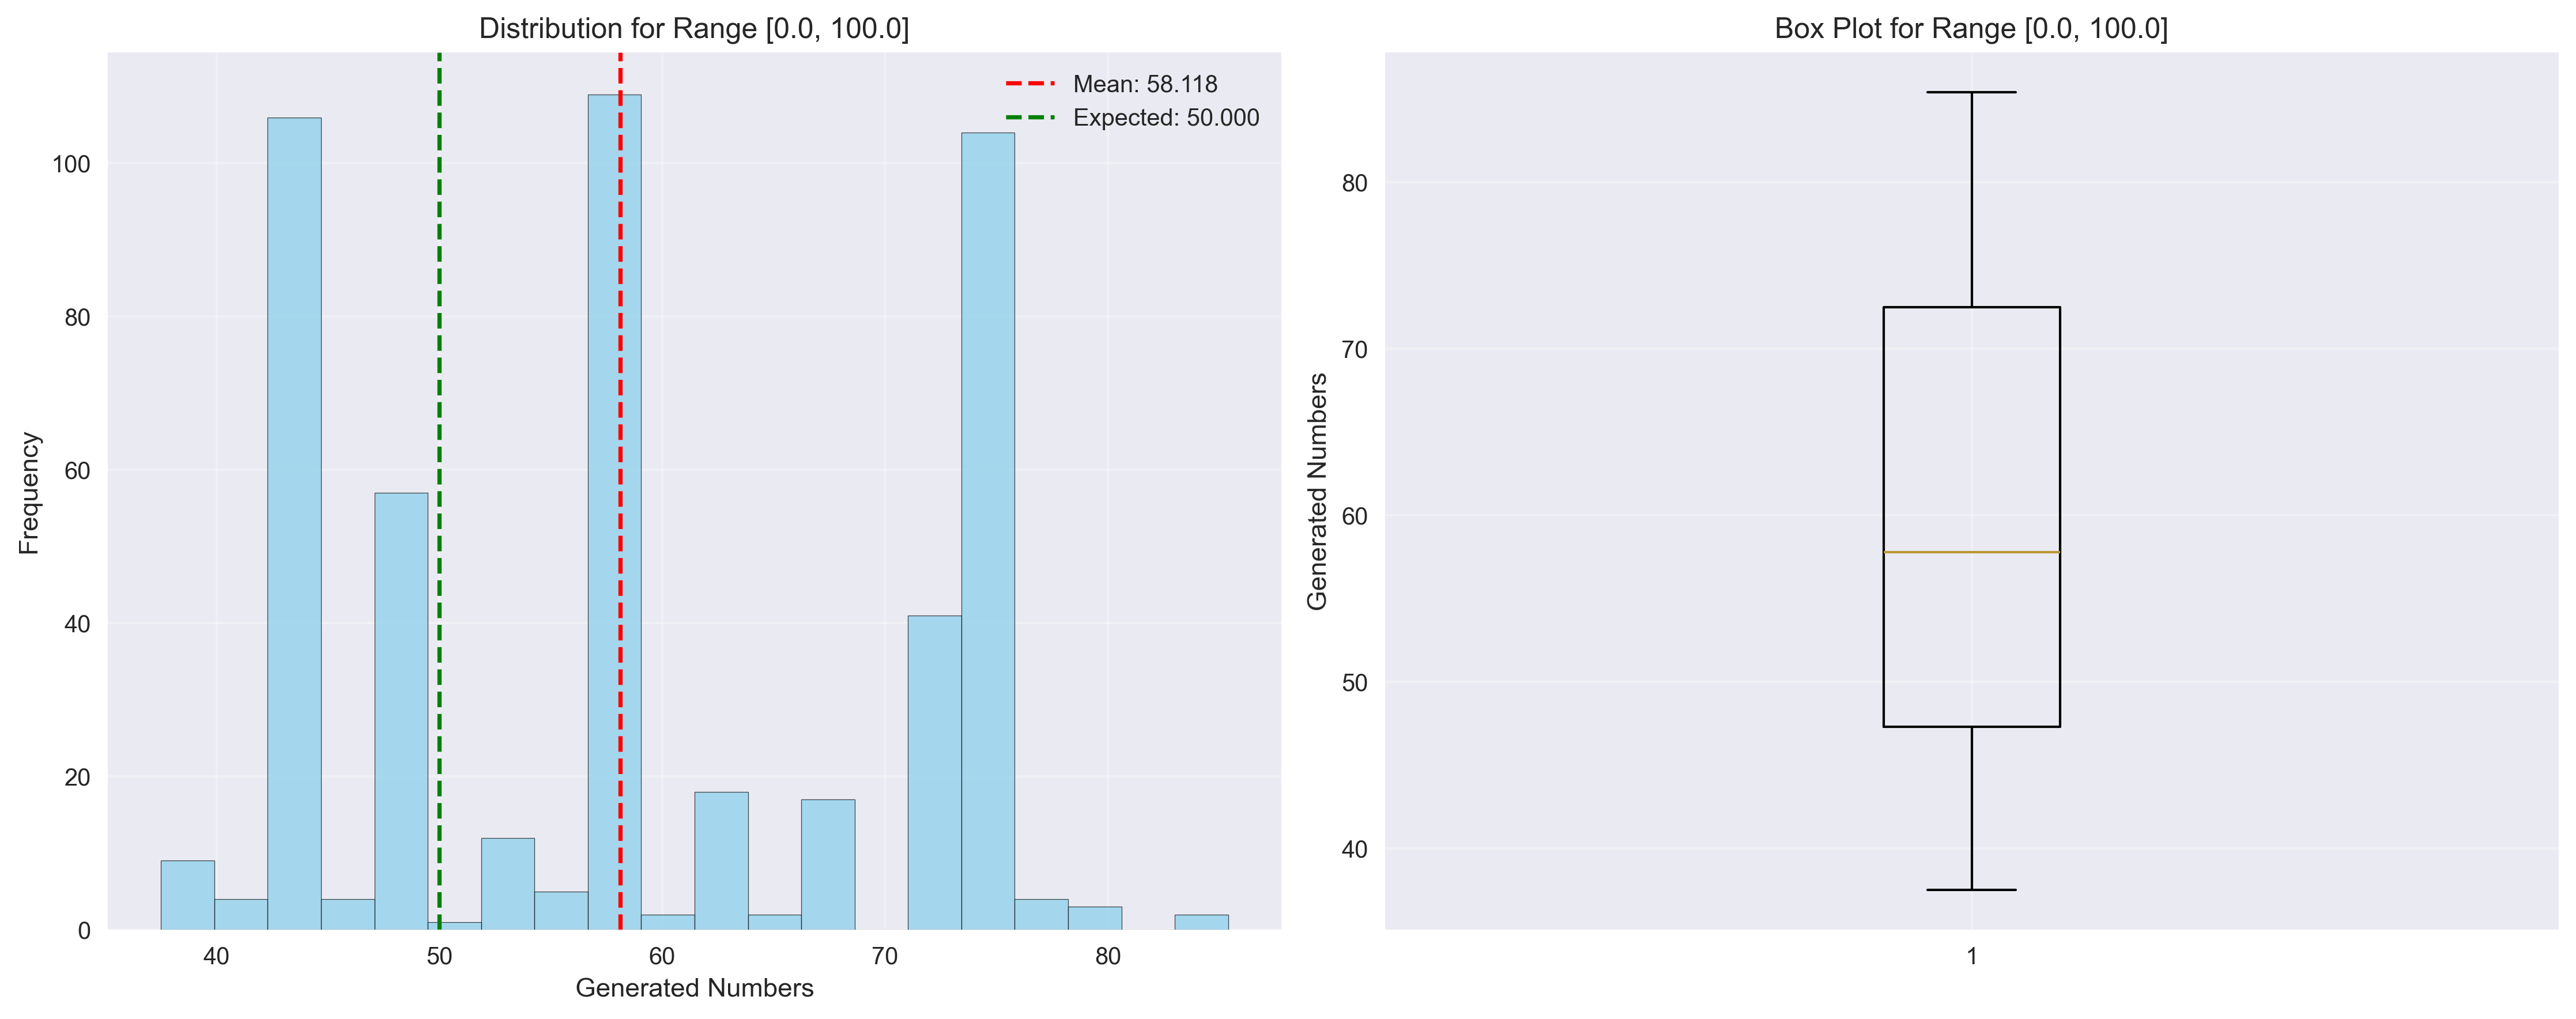 Distribution for Range [0.0, 100.0]
Mean: 58.118
Expected: 50.000
100
80
60
40
20
0
Frequency
40
50
60
70
80
Generated Numbers
Box Plot for Range [0.0, 100.0]
80
70
60
50
40
Generated Numbers
1